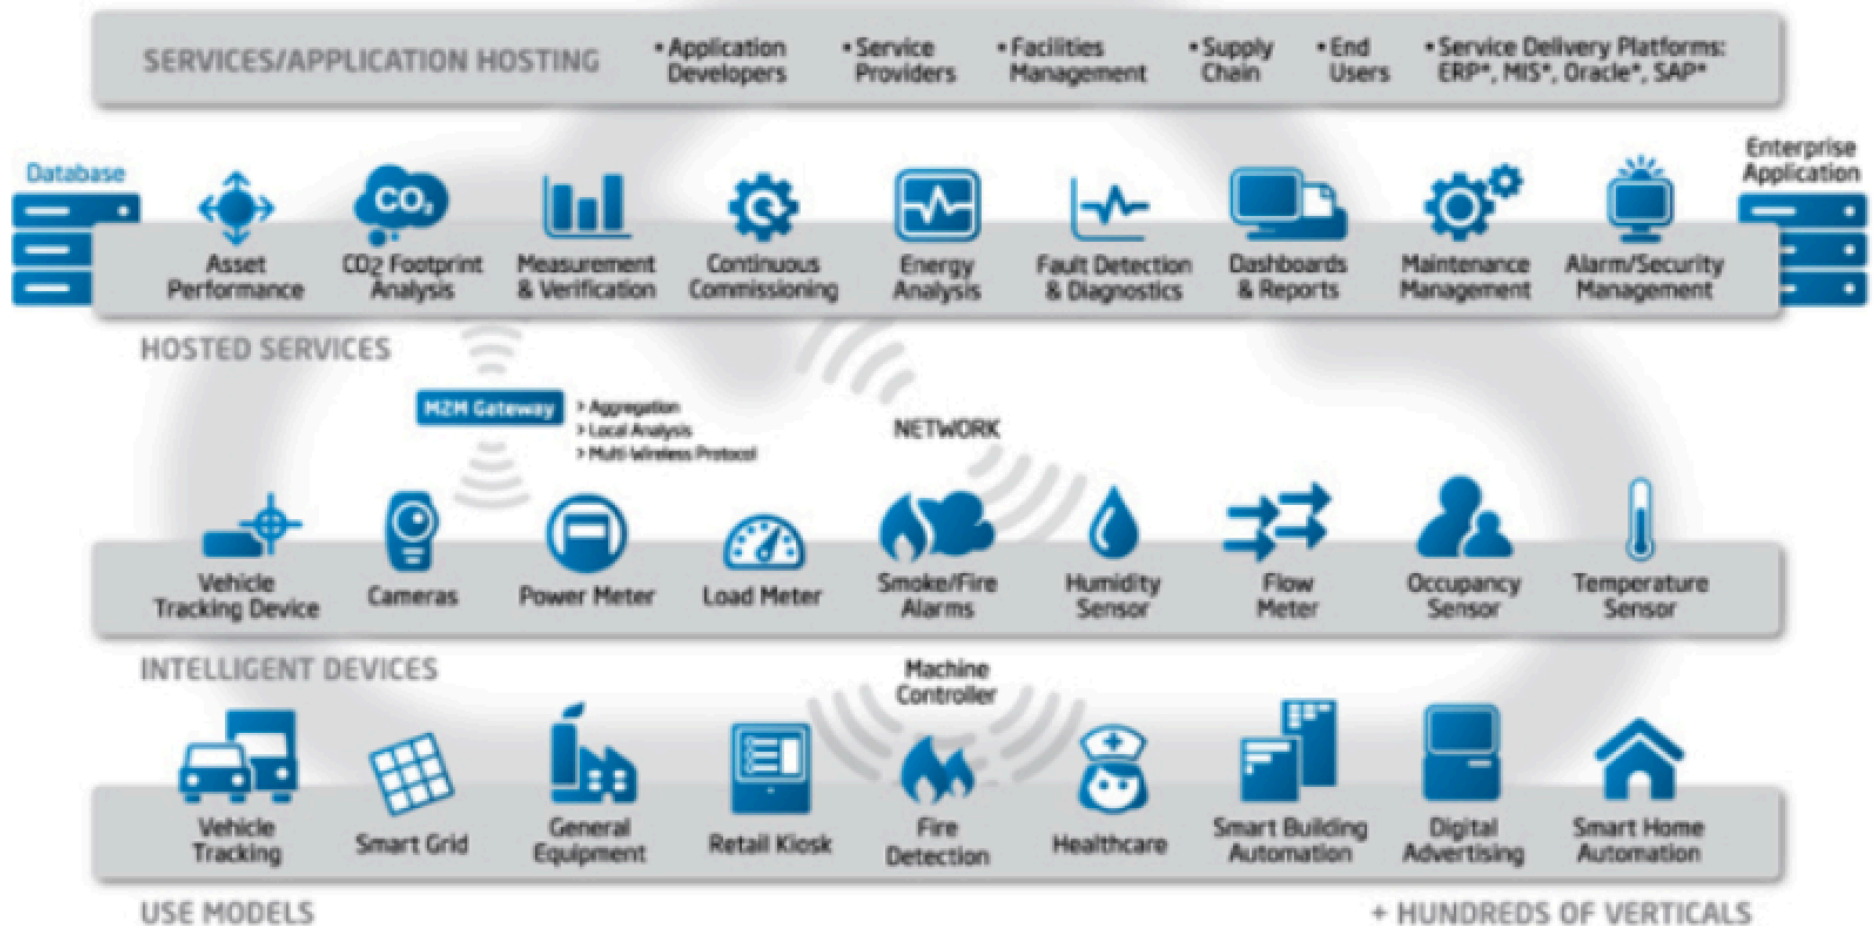 SERVICES/APPLICATION HOSTING
• Application
Developers
• Service
Providers
• Facilities
Management
• Supply
Chain
• End
Users
• Service Delivery Platforms:
ERP*, MIS*, Oracle*, SAP*
Database
Enterprise
Application
CO₂
Asset
Performance
CO2 Footprint
Analysis
Measurement
& Verification
Continuous
Commissioning
Energy
Analysis
Fault Detection
& Diagnostics
Dashboards
& Reports
Maintenance
Management
Alarm/Security
Management
HOSTED SERVICES
M2M Gateway
> Aggregation
> Local Analysis
> Multi-Wireless Protocol
NETWORK
Vehicle
Tracking Device
Cameras
Power Meter
Load Meter
Smoke/Fire
Alarms
Humidity
Sensor
Flow
Meter
Occupancy
Sensor
Temperature
Sensor
INTELLIGENT DEVICES
Machine
Controller
Vehicle
Tracking
Smart Grid
General
Equipment
Retail Kiosk
Fire
Detection
Healthcare
Smart Building
Automation
Digital
Advertising
Smart Home
Automation
USE MODELS
+ HUNDREDS OF VERTICALS